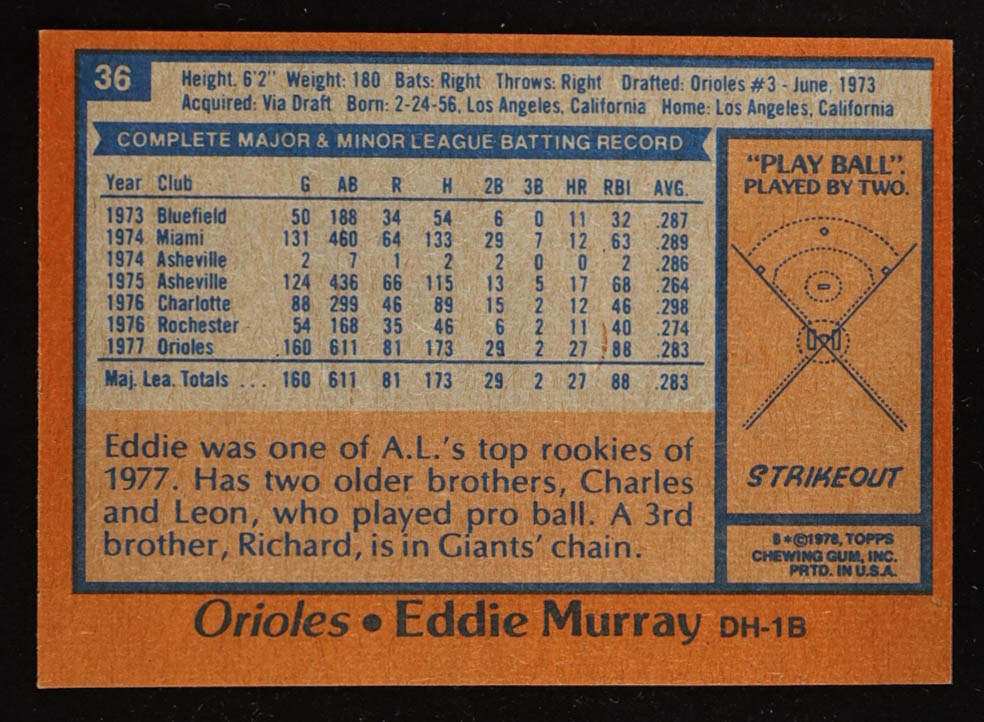 36
Height. 6'2" Weight: 180 Bats: Right Throws: Right Drafted: Orioles #3 - June, 1973
Acquired: Via Draft Born: 2-24-56, Los Angeles, California Home: Los Angeles, California
COMPLETE MAJOR & MINOR LEAGUE BATTING RECORD
Year Club G AB R H 2B 3B HR RBI AVG.
1973 Bluefield 50 188 34 54 6 0 11 32 .287
1974 Miami 131 460 64 133 29 7 12 63 .289
1974 Asheville 2 7 1 2 2 0 0 2 .286
1975 Asheville 124 436 66 115 13 5 17 68 .264
1976 Charlotte 88 299 46 89 15 2 12 46 .298
1976 Rochester 54 168 35 46 6 2 11 40 .274
1977 Orioles 160 611 81 173 29 2 27 88 .283
Maj. Lea. Totals ... 160 611 81 173 29 2 27 88 .283
Eddie was one of A.L.'s top rookies of
1977. Has two older brothers, Charles
and Leon, who played pro ball. A 3rd
brother, Richard, is in Giants' chain.
"PLAY BALL".
PLAYED BY TWO.
STRIKEOUT
8*©1978, TOPPS
CHEWING GUM, INC.
PRTD. IN U.S.A.
Orioles • Eddie Murray DH-1B